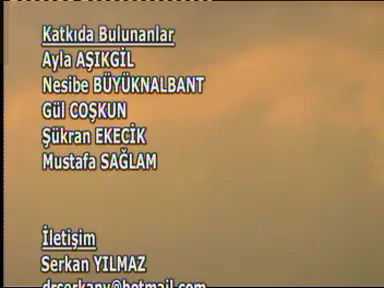 Katkıda Bulunanlar
Ayla AŞIKGİL
Nesibe BÜYÜKNALBANT
Gül COŞKUN
Şükran EKECİK
Mustafa SAĞLAM
İletişim
Serkan YILMAZ
drserkany@hotmail.com